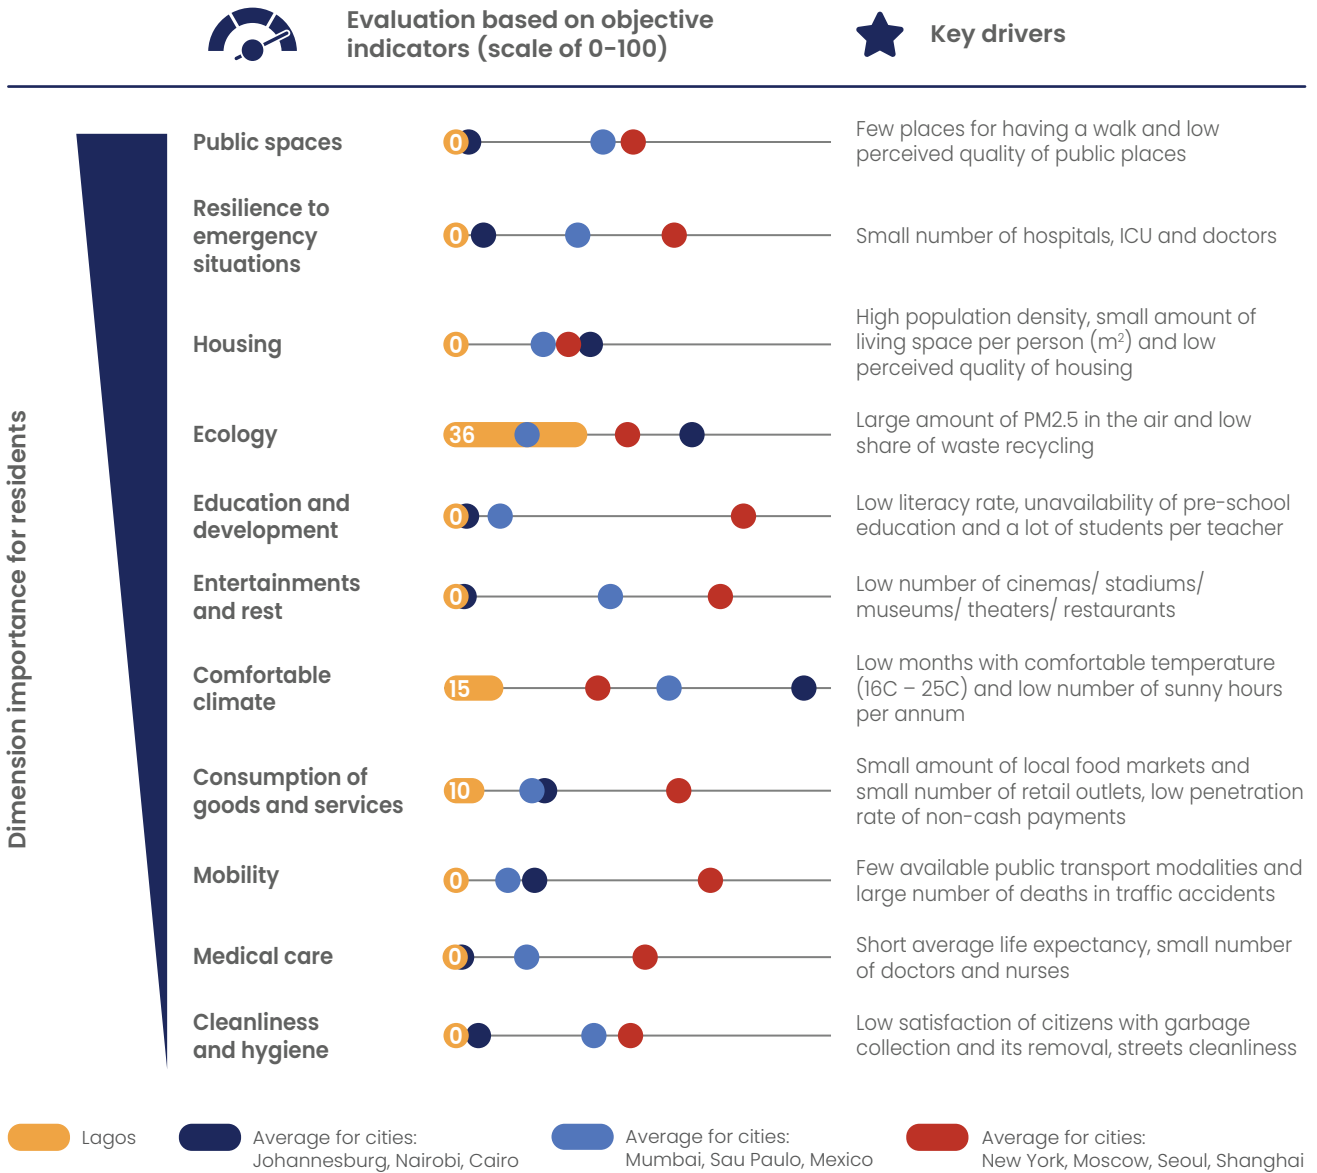 Evaluation based on objective
indicators (scale of 0-100)
Key drivers
Dimension importance for residents
Public spaces
0
Few places for having a walk and low
perceived quality of public places
Resilience to
emergency
situations
0
Small number of hospitals, ICU and doctors
Housing
0
High population density, small amount of
living space per person (m²) and low
perceived quality of housing
Ecology
36
Large amount of PM2.5 in the air and low
share of waste recycling
Education and
development
0
Low literacy rate, unavailability of pre-school
education and a lot of students per teacher
Entertainments
and rest
0
Low number of cinemas/ stadiums/
museums/ theaters/ restaurants
Comfortable
climate
15
Low months with comfortable temperature
(16C – 25C) and low number of sunny hours
per annum
Consumption of
goods and services
10
Small amount of local food markets and
small number of retail outlets, low penetration
rate of non-cash payments
Mobility
0
Few available public transport modalities and
large number of deaths in traffic accidents
Medical care
0
Short average life expectancy, small number
of doctors and nurses
Cleanliness
and hygiene
0
Low satisfaction of citizens with garbage
collection and its removal, streets cleanliness
Lagos
Average for cities:
Johannesburg, Nairobi, Cairo
Average for cities:
Mumbai, Sau Paulo, Mexico
Average for cities:
New York, Moscow, Seoul, Shanghai